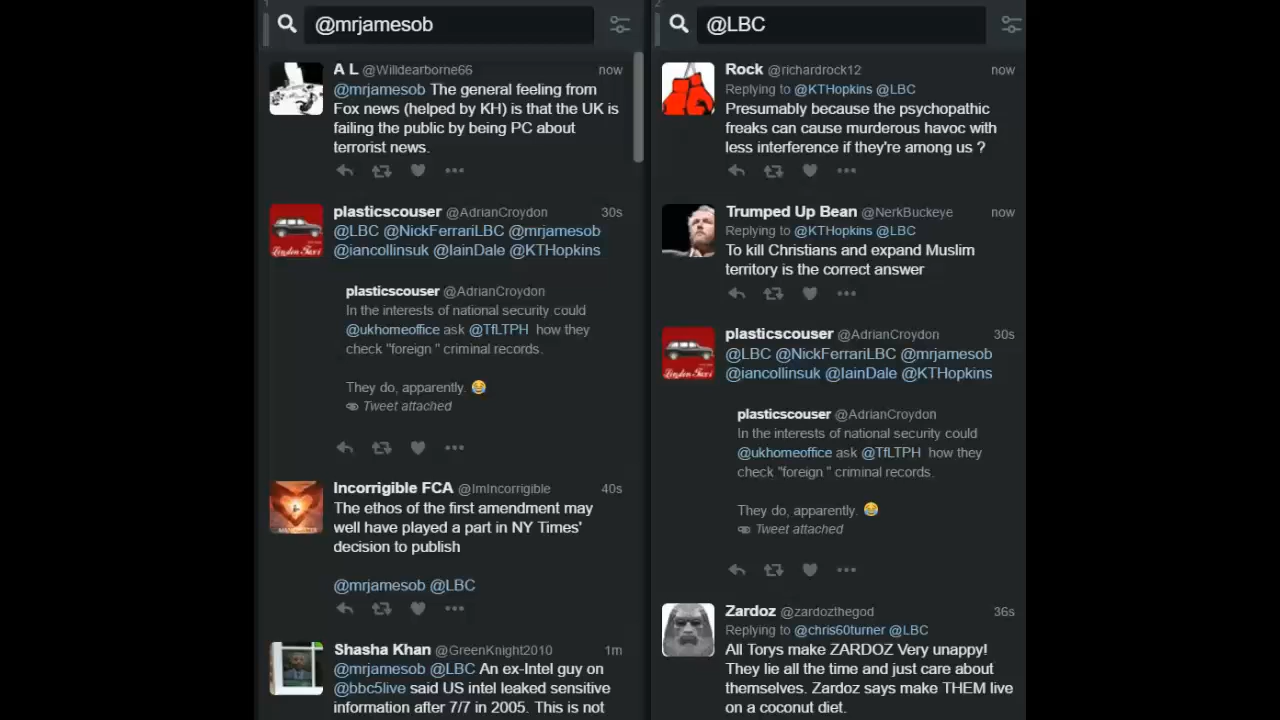 1
@mrjamesob
A L @Willdearborne66 now
@mrjamesob The general feeling from
Fox news (helped by KH) is that the UK is
failing the public by being PC about
terrorist news.
plasticscouser @AdrianCroydon 30s
@LBC @NickFerrariLBC @mrjamesob
@iancollinsuk @IainDale @KTHopkins
plasticscouser @AdrianCroydon
In the interests of national security could
@ukhomeoffice ask @TfLTPH how they
check "foreign " criminal records.
They do, apparently. 😂
Tweet attached
Incorrigible FCA @ImIncorrigible 40s
The ethos of the first amendment may
well have played a part in NY Times'
decision to publish
@mrjamesob @LBC
Shasha Khan @GreenKnight2010 1m
@mrjamesob @LBC An ex-Intel guy on
@bbc5live said US intel leaked sensitive
information after 7/7 in 2005. This is not
2
@LBC
Rock @richardrock12 now
Replying to @KTHopkins @LBC
Presumably because the psychopathic
freaks can cause murderous havoc with
less interference if they're among us ?
Trumped Up Bean @NerkBuckeye now
Replying to @KTHopkins @LBC
To kill Christians and expand Muslim
territory is the correct answer
plasticscouser @AdrianCroydon 30s
@LBC @NickFerrariLBC @mrjamesob
@iancollinsuk @IainDale @KTHopkins
plasticscouser @AdrianCroydon
In the interests of national security could
@ukhomeoffice ask @TfLTPH how they
check "foreign " criminal records.
They do, apparently. 😂
Tweet attached
Zardoz @zardozthegod 36s
Replying to @chris60turner @LBC
All Torys make ZARDOZ Very unappy!
They lie all the time and just care about
themselves. Zardoz says make THEM live
on a coconut diet.